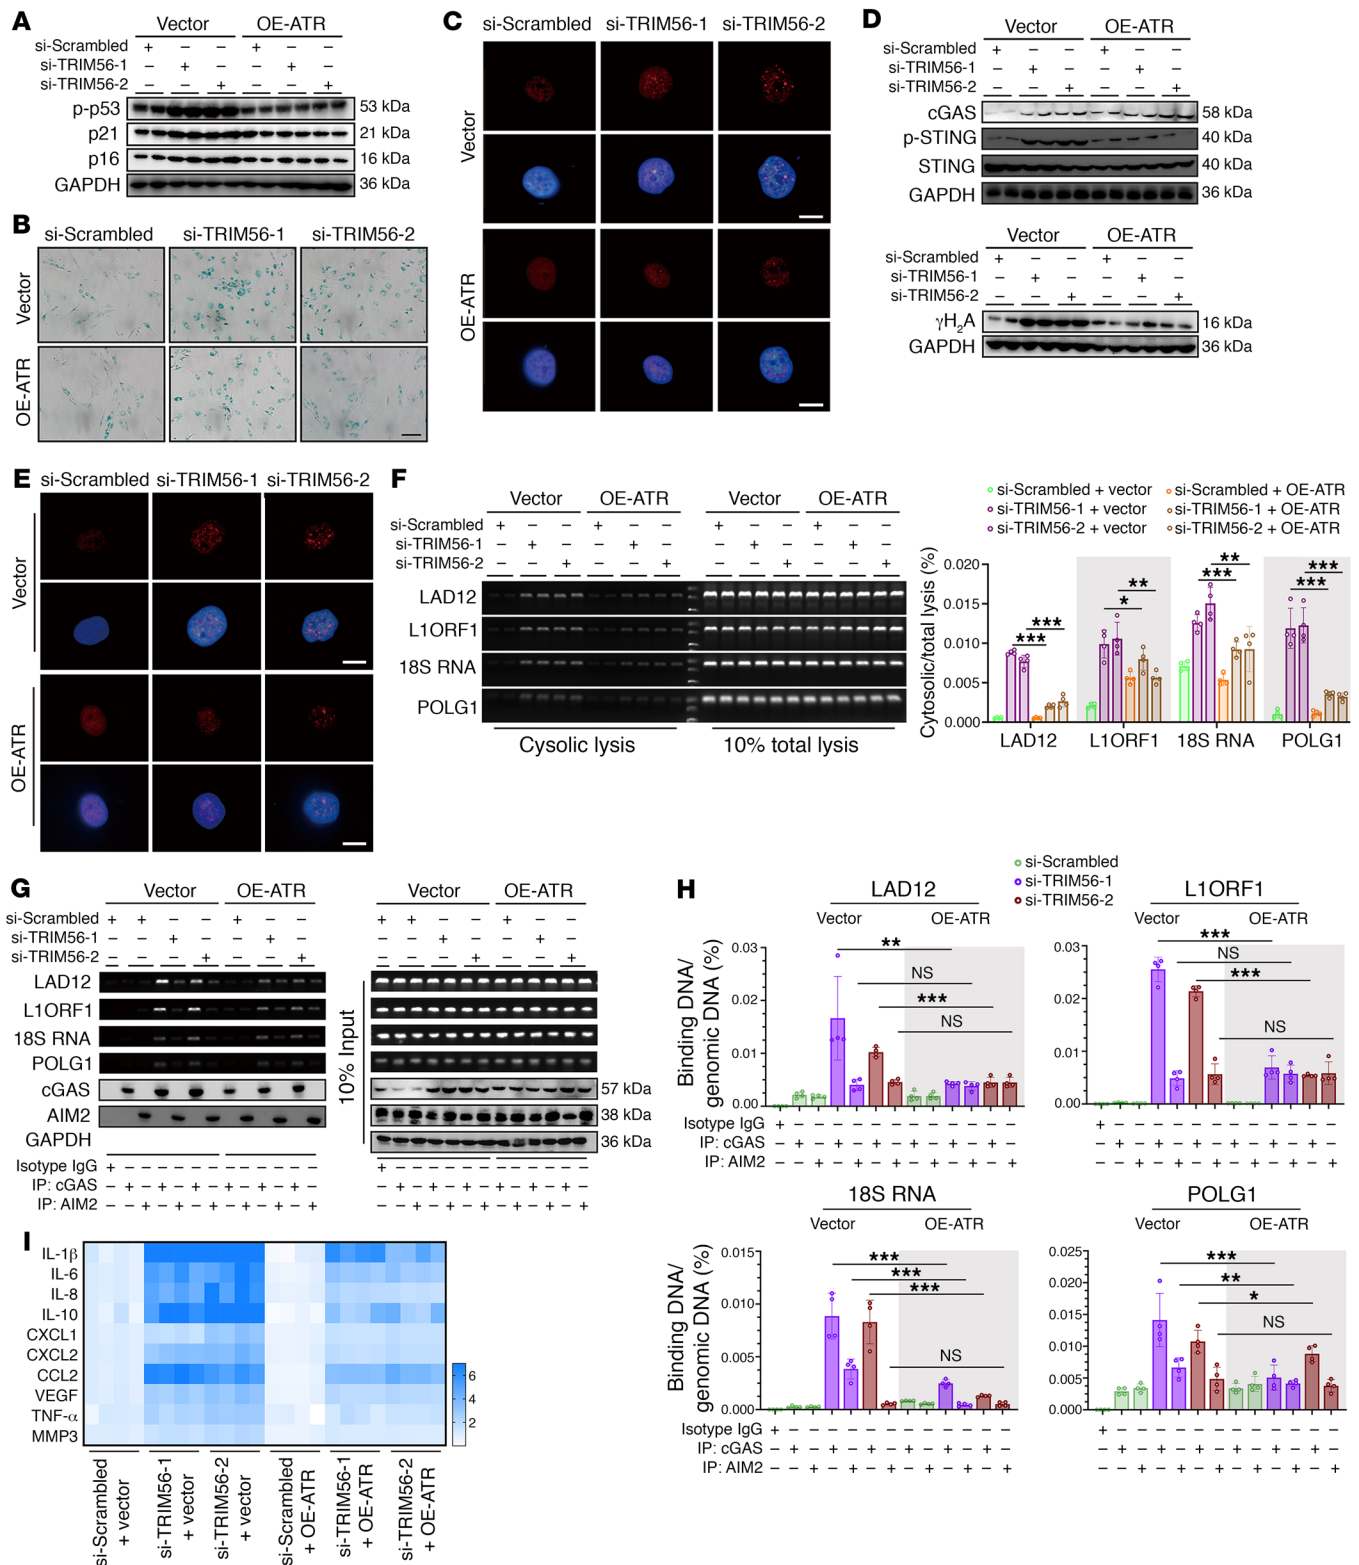 A
Vector OE-ATR
si-Scrambled + – – + – –
si-TRIM56-1 – + – – + –
si-TRIM56-2 – – + – – +
p-p53 53 kDa
p21 21 kDa
p16 16 kDa
GAPDH 36 kDa
B
si-Scrambled si-TRIM56-1 si-TRIM56-2
Vector
OE-ATR
C
si-Scrambled si-TRIM56-1 si-TRIM56-2
Vector
OE-ATR
D
Vector OE-ATR
si-Scrambled + – – + – –
si-TRIM56-1 – + – – + –
si-TRIM56-2 – – + – – +
cGAS 58 kDa
p-STING 40 kDa
STING 40 kDa
GAPDH 36 kDa
Vector OE-ATR
si-Scrambled + – – + – –
si-TRIM56-1 – + – – + –
si-TRIM56-2 – – + – – +
γH₂A 16 kDa
GAPDH 36 kDa
E
si-Scrambled si-TRIM56-1 si-TRIM56-2
Vector
OE-ATR
F
Vector OE-ATR Vector OE-ATR
si-Scrambled + – – + – – + – – + – –
si-TRIM56-1 – + – – + – – + – – + –
si-TRIM56-2 – – + – – + – – + – – +
LAD12
L1ORF1
18S RNA
POLG1
Cysolic lysis 10% total lysis
si-Scrambled + vector si-Scrambled + OE-ATR
si-TRIM56-1 + vector si-TRIM56-1 + OE-ATR
si-TRIM56-2 + vector si-TRIM56-2 + OE-ATR
Cytosolic/total lysis (%)
0.020
0.015
0.010
0.005
0.000
*** *** * ** *** ** *** ***
LAD12 L1ORF1 18S RNA POLG1
G
Vector OE-ATR Vector OE-ATR
si-Scrambled + + – – + – – + + – – + – –
si-TRIM56-1 – – + – – + – – – + – – + –
si-TRIM56-2 – – – + – – + – – – + – – +
LAD12
L1ORF1
18S RNA
POLG1
cGAS 57 kDa
AIM2 38 kDa
GAPDH 36 kDa
10% Input
Isotype IgG + – – – – – – – – – – – – + – – – – – – – – – – – –
IP: cGAS – + – + – + – + – + – + – – + – + – + – + – + – + –
IP: AIM2 – – + – + – + – + – + – + – – + – + – + – + – + – +
H
si-Scrambled
si-TRIM56-1
si-TRIM56-2
LAD12
Vector OE-ATR
Binding DNA/
genomic DNA (%)
0.03
0.02
0.01
0.00
**
NS
***
NS
Isotype IgG + – – – – – – – – – – – –
IP: cGAS – + – + – + – + – + – + –
IP: AIM2 – – + – + – + – + – + – +
L1ORF1
Vector OE-ATR
0.03
0.02
0.01
0.00
***
NS
***
NS
+ – – – – – – – – – – – –
– + – + – + – + – + – + –
– – + – + – + – + – + – +
18S RNA
Vector OE-ATR
Binding DNA/
genomic DNA (%)
0.015
0.010
0.005
0.000
***
***
***
NS
Isotype IgG + – – – – – – – – – – – –
IP: cGAS – + – + – + – + – + – + –
IP: AIM2 – – + – + – + – + – + – +
POLG1
Vector OE-ATR
0.025
0.020
0.015
0.010
0.005
0.000
***
**
*
NS
+ – – – – – – – – – – – –
– + – + – + – + – + – + –
– – + – + – + – + – + – +
I
IL-1β
IL-6
IL-8
IL-10
CXCL1
CXCL2
CCL2
VEGF
TNF-α
MMP3
6
4
2
si-Scrambled + vector
si-TRIM56-1 + vector
si-TRIM56-2 + vector
si-Scrambled + OE-ATR
si-TRIM56-1 + OE-ATR
si-TRIM56-2 + OE-ATR